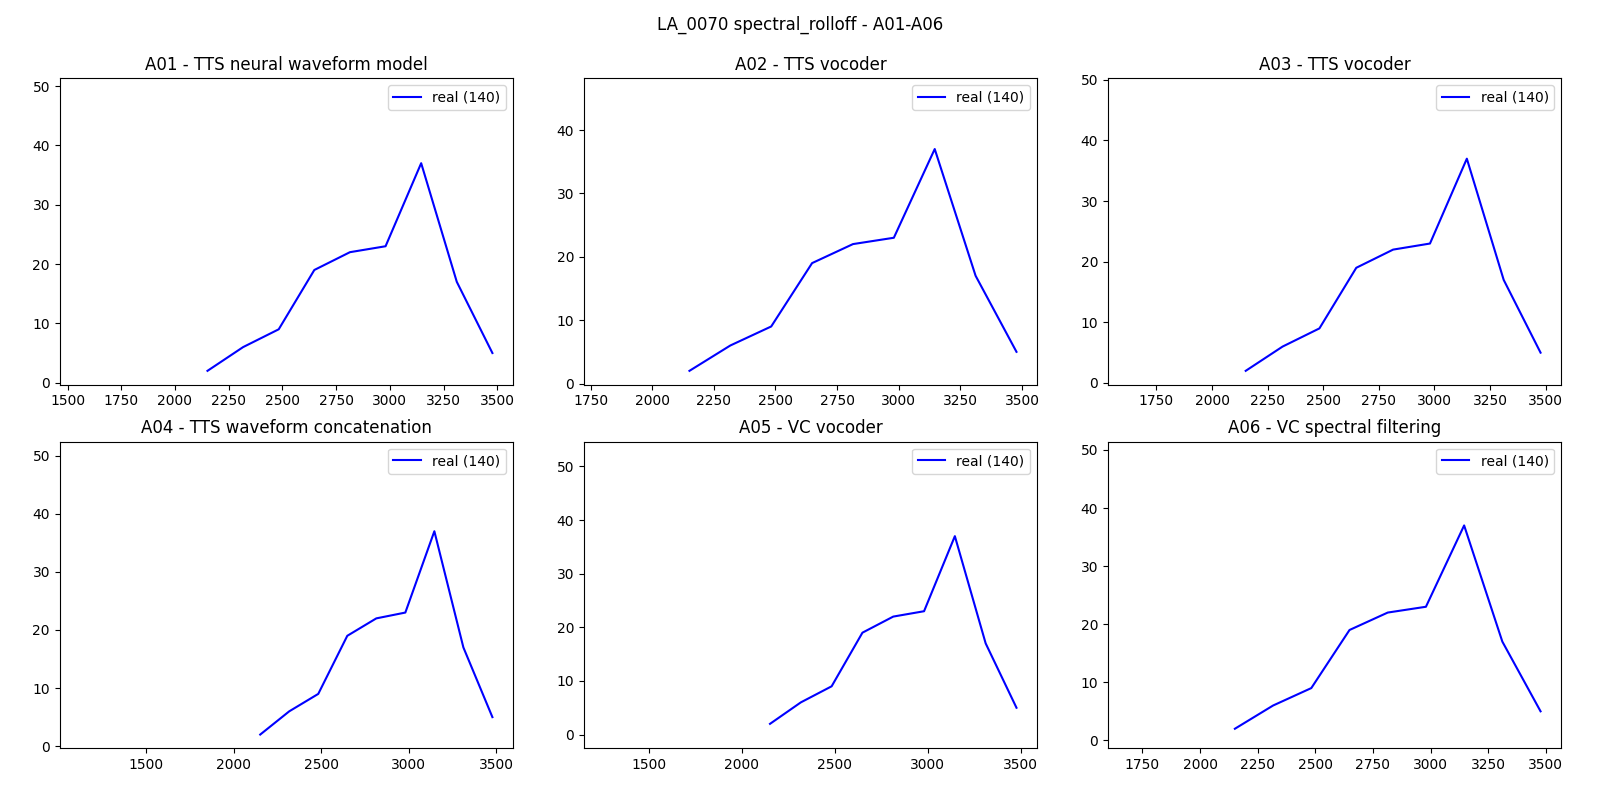 LA_0070 spectral_rolloff - A01-A06
A01 - TTS neural waveform model
real (140)
50
40
30
20
10
0
1500 1750 2000 2250 2500 2750 3000 3250 3500
A02 - TTS vocoder
real (140)
40
30
20
10
0
1750 2000 2250 2500 2750 3000 3250 3500
A03 - TTS vocoder
real (140)
50
40
30
20
10
0
1750 2000 2250 2500 2750 3000 3250 3500
A04 - TTS waveform concatenation
real (140)
50
40
30
20
10
0
1500 2000 2500 3000 3500
A05 - VC vocoder
real (140)
50
40
30
20
10
0
1500 2000 2500 3000 3500
A06 - VC spectral filtering
real (140)
50
40
30
20
10
0
1750 2000 2250 2500 2750 3000 3250 3500